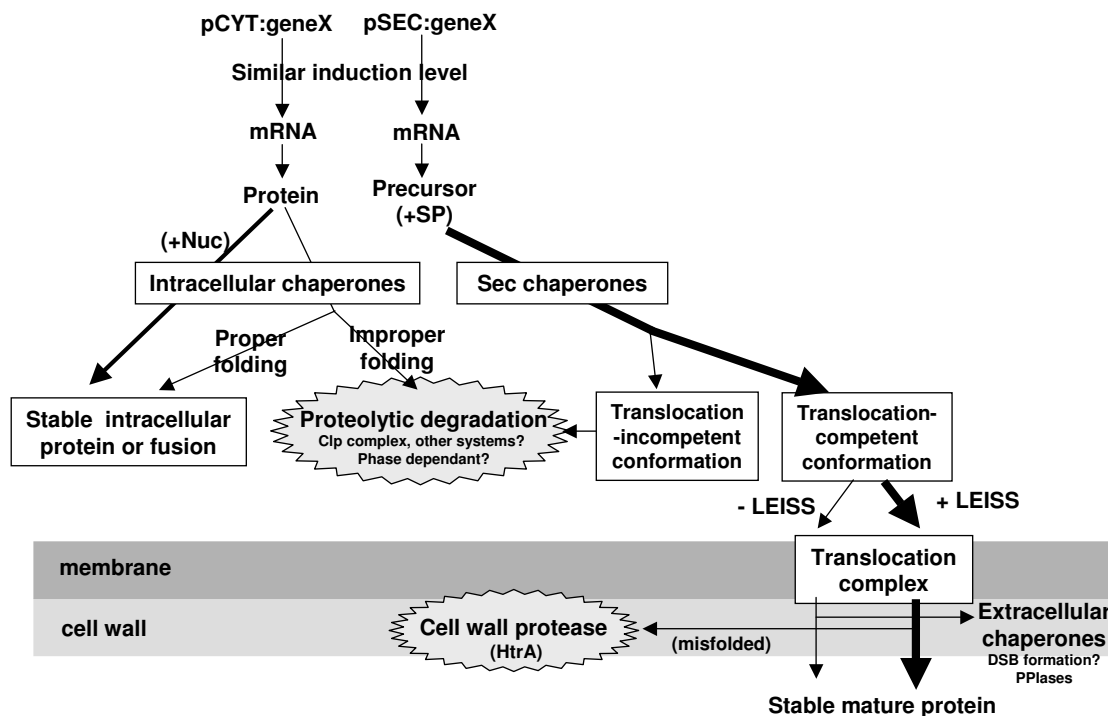 pCYT:geneX pSEC:geneX
Similar induction level
mRNA mRNA
Protein
Precursor
(+SP)
(+Nuc)
Intracellular chaperones
Sec chaperones
Proper
folding
Improper
folding
Stable intracellular
protein or fusion
Proteolytic degradation
Clp complex, other systems?
Phase dependant?
Translocation
-incompetent
conformation
Translocation-
competent
conformation
- LEISS
+ LEISS
membrane
Translocation
complex
cell wall
Cell wall protease
(HtrA)
(misfolded)
Extracellular
chaperones
DSB formation?
PPIases
Stable mature protein